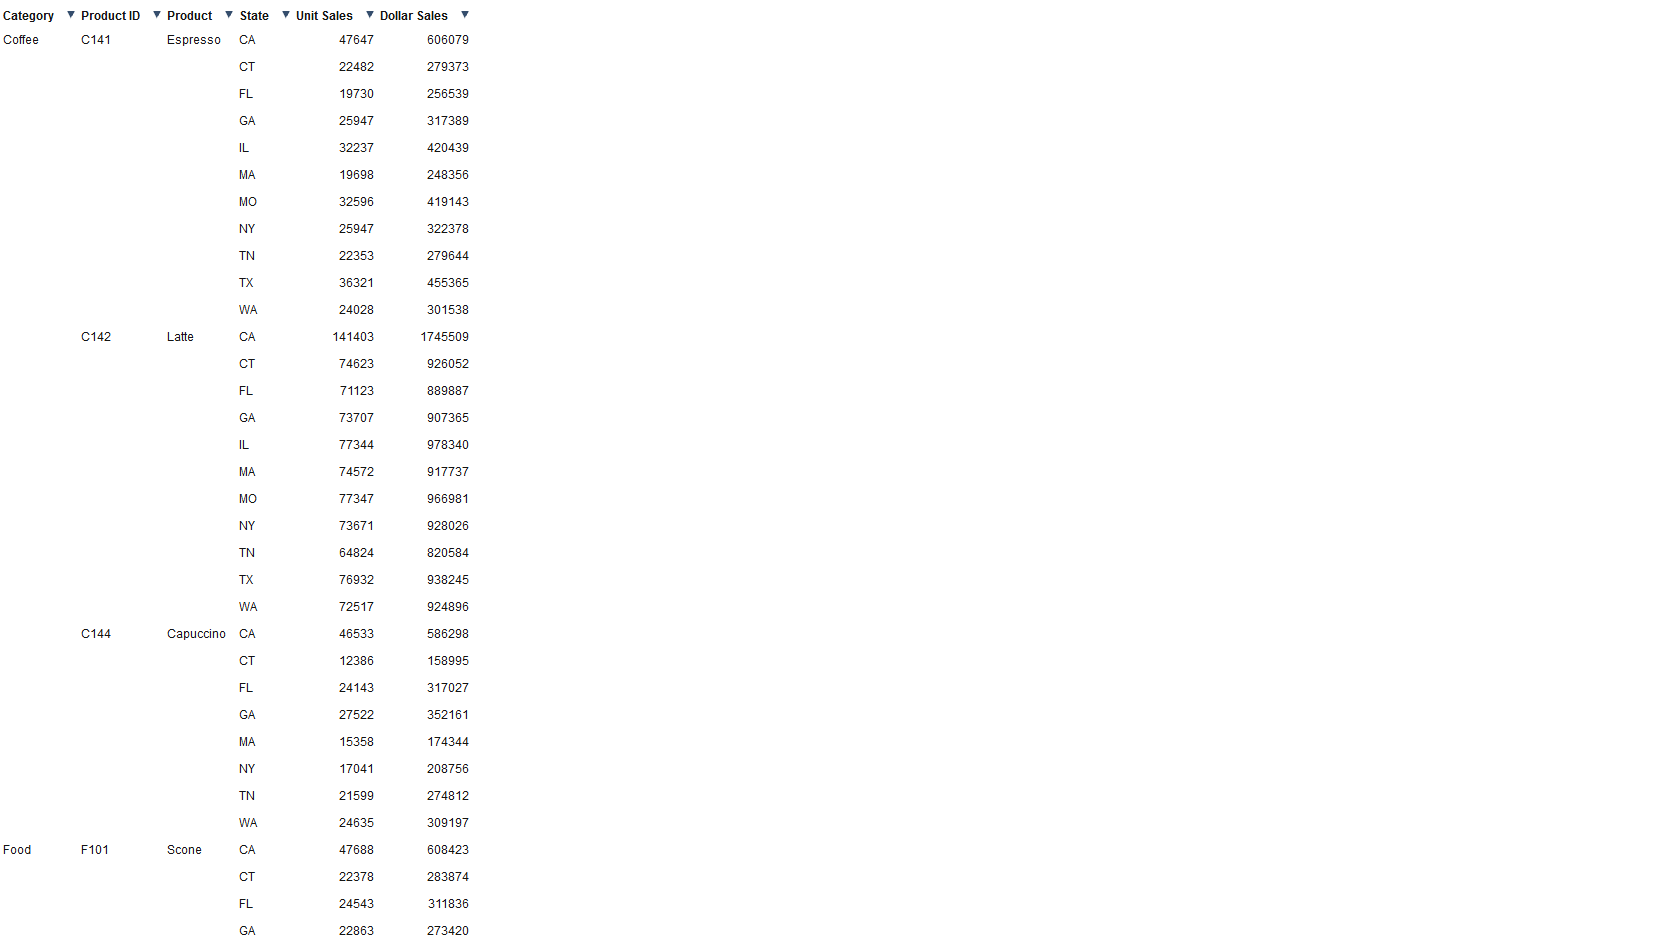 Category Product ID Product State Unit Sales Dollar Sales
Coffee C141 Espresso CA 47647 606079
CT 22482 279373
FL 19730 256539
GA 25947 317389
IL 32237 420439
MA 19698 248356
MO 32596 419143
NY 25947 322378
TN 22353 279644
TX 36321 455365
WA 24028 301538
C142 Latte CA 141403 1745509
CT 74623 926052
FL 71123 889887
GA 73707 907365
IL 77344 978340
MA 74572 917737
MO 77347 966981
NY 73671 928026
TN 64824 820584
TX 76932 938245
WA 72517 924896
C144 Capuccino CA 46533 586298
CT 12386 158995
FL 24143 317027
GA 27522 352161
MA 15358 174344
NY 17041 208756
TN 21599 274812
WA 24635 309197
Food F101 Scone CA 47688 608423
CT 22378 283874
FL 24543 311836
GA 22863 273420